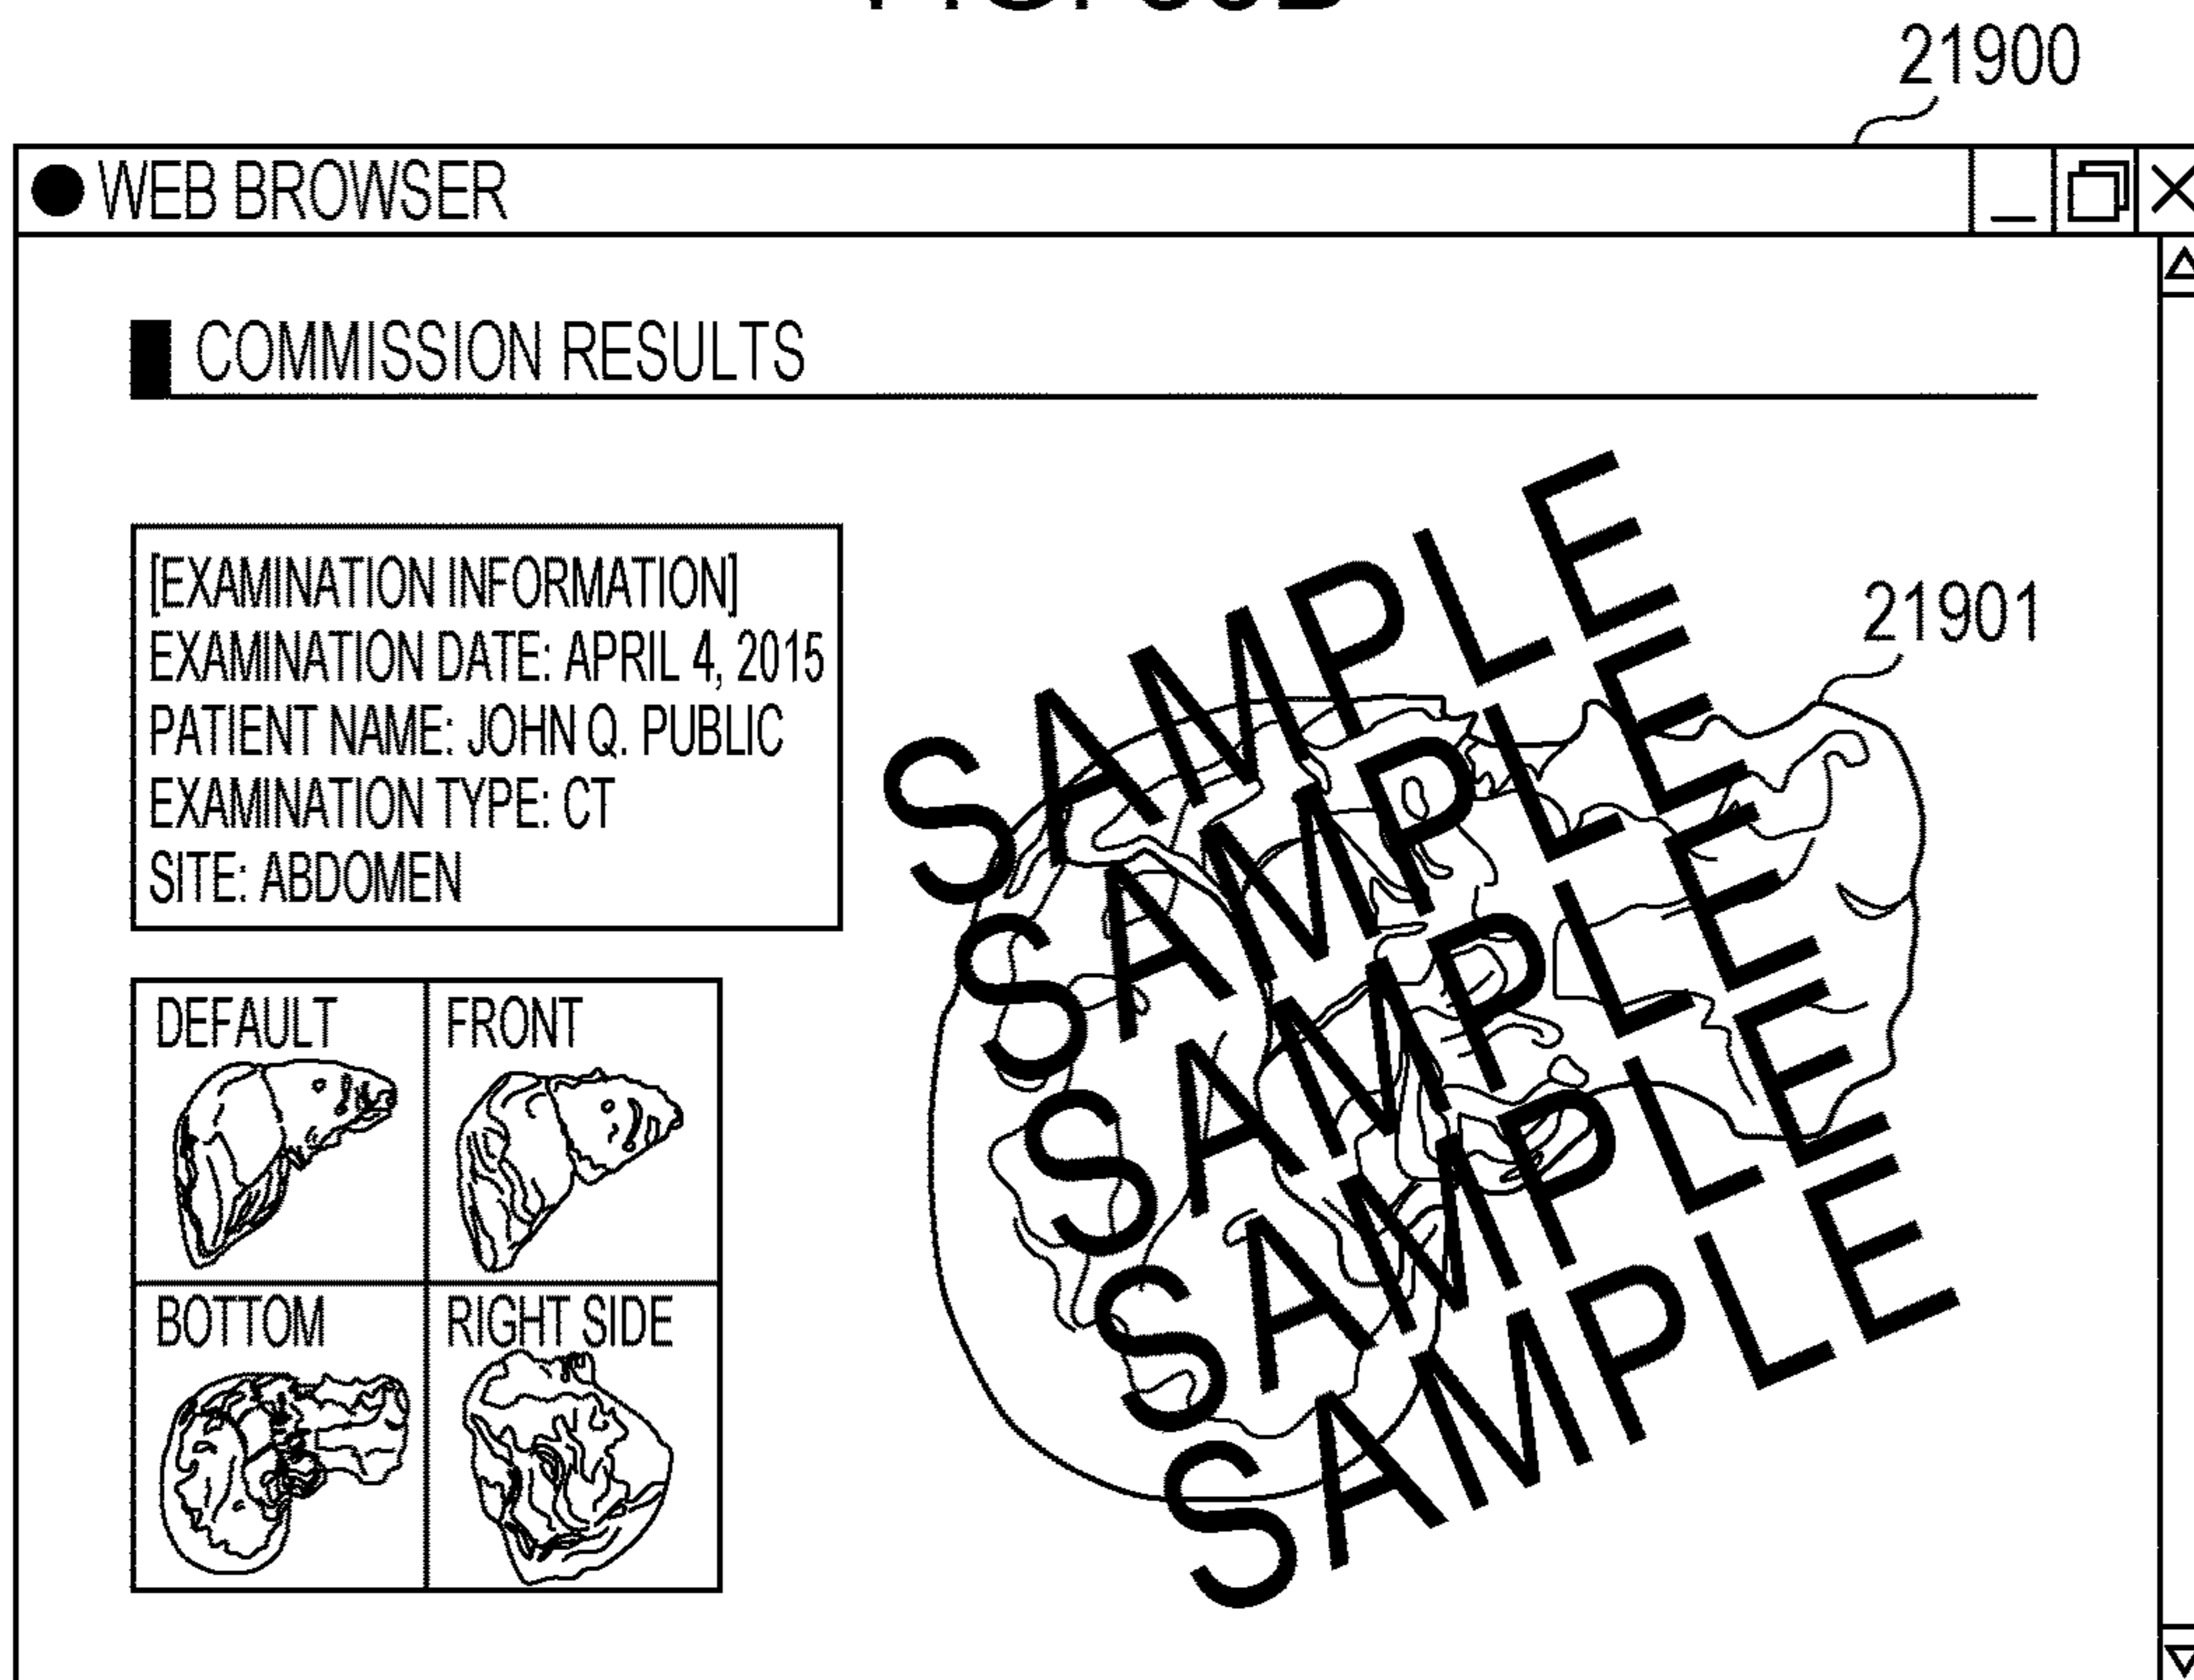 21900
WEB BROWSER
COMMISSION RESULTS
[EXAMINATION INFORMATION]
EXAMINATION DATE: APRIL 4, 2015
PATIENT NAME: JOHN Q. PUBLIC
EXAMINATION TYPE: CT
SITE: ABDOMEN
21901
SAMPLE
SAMPLE
SAMPLE
SAMPLE
SAMPLE
DEFAULT
FRONT
BOTTOM
RIGHT SIDE